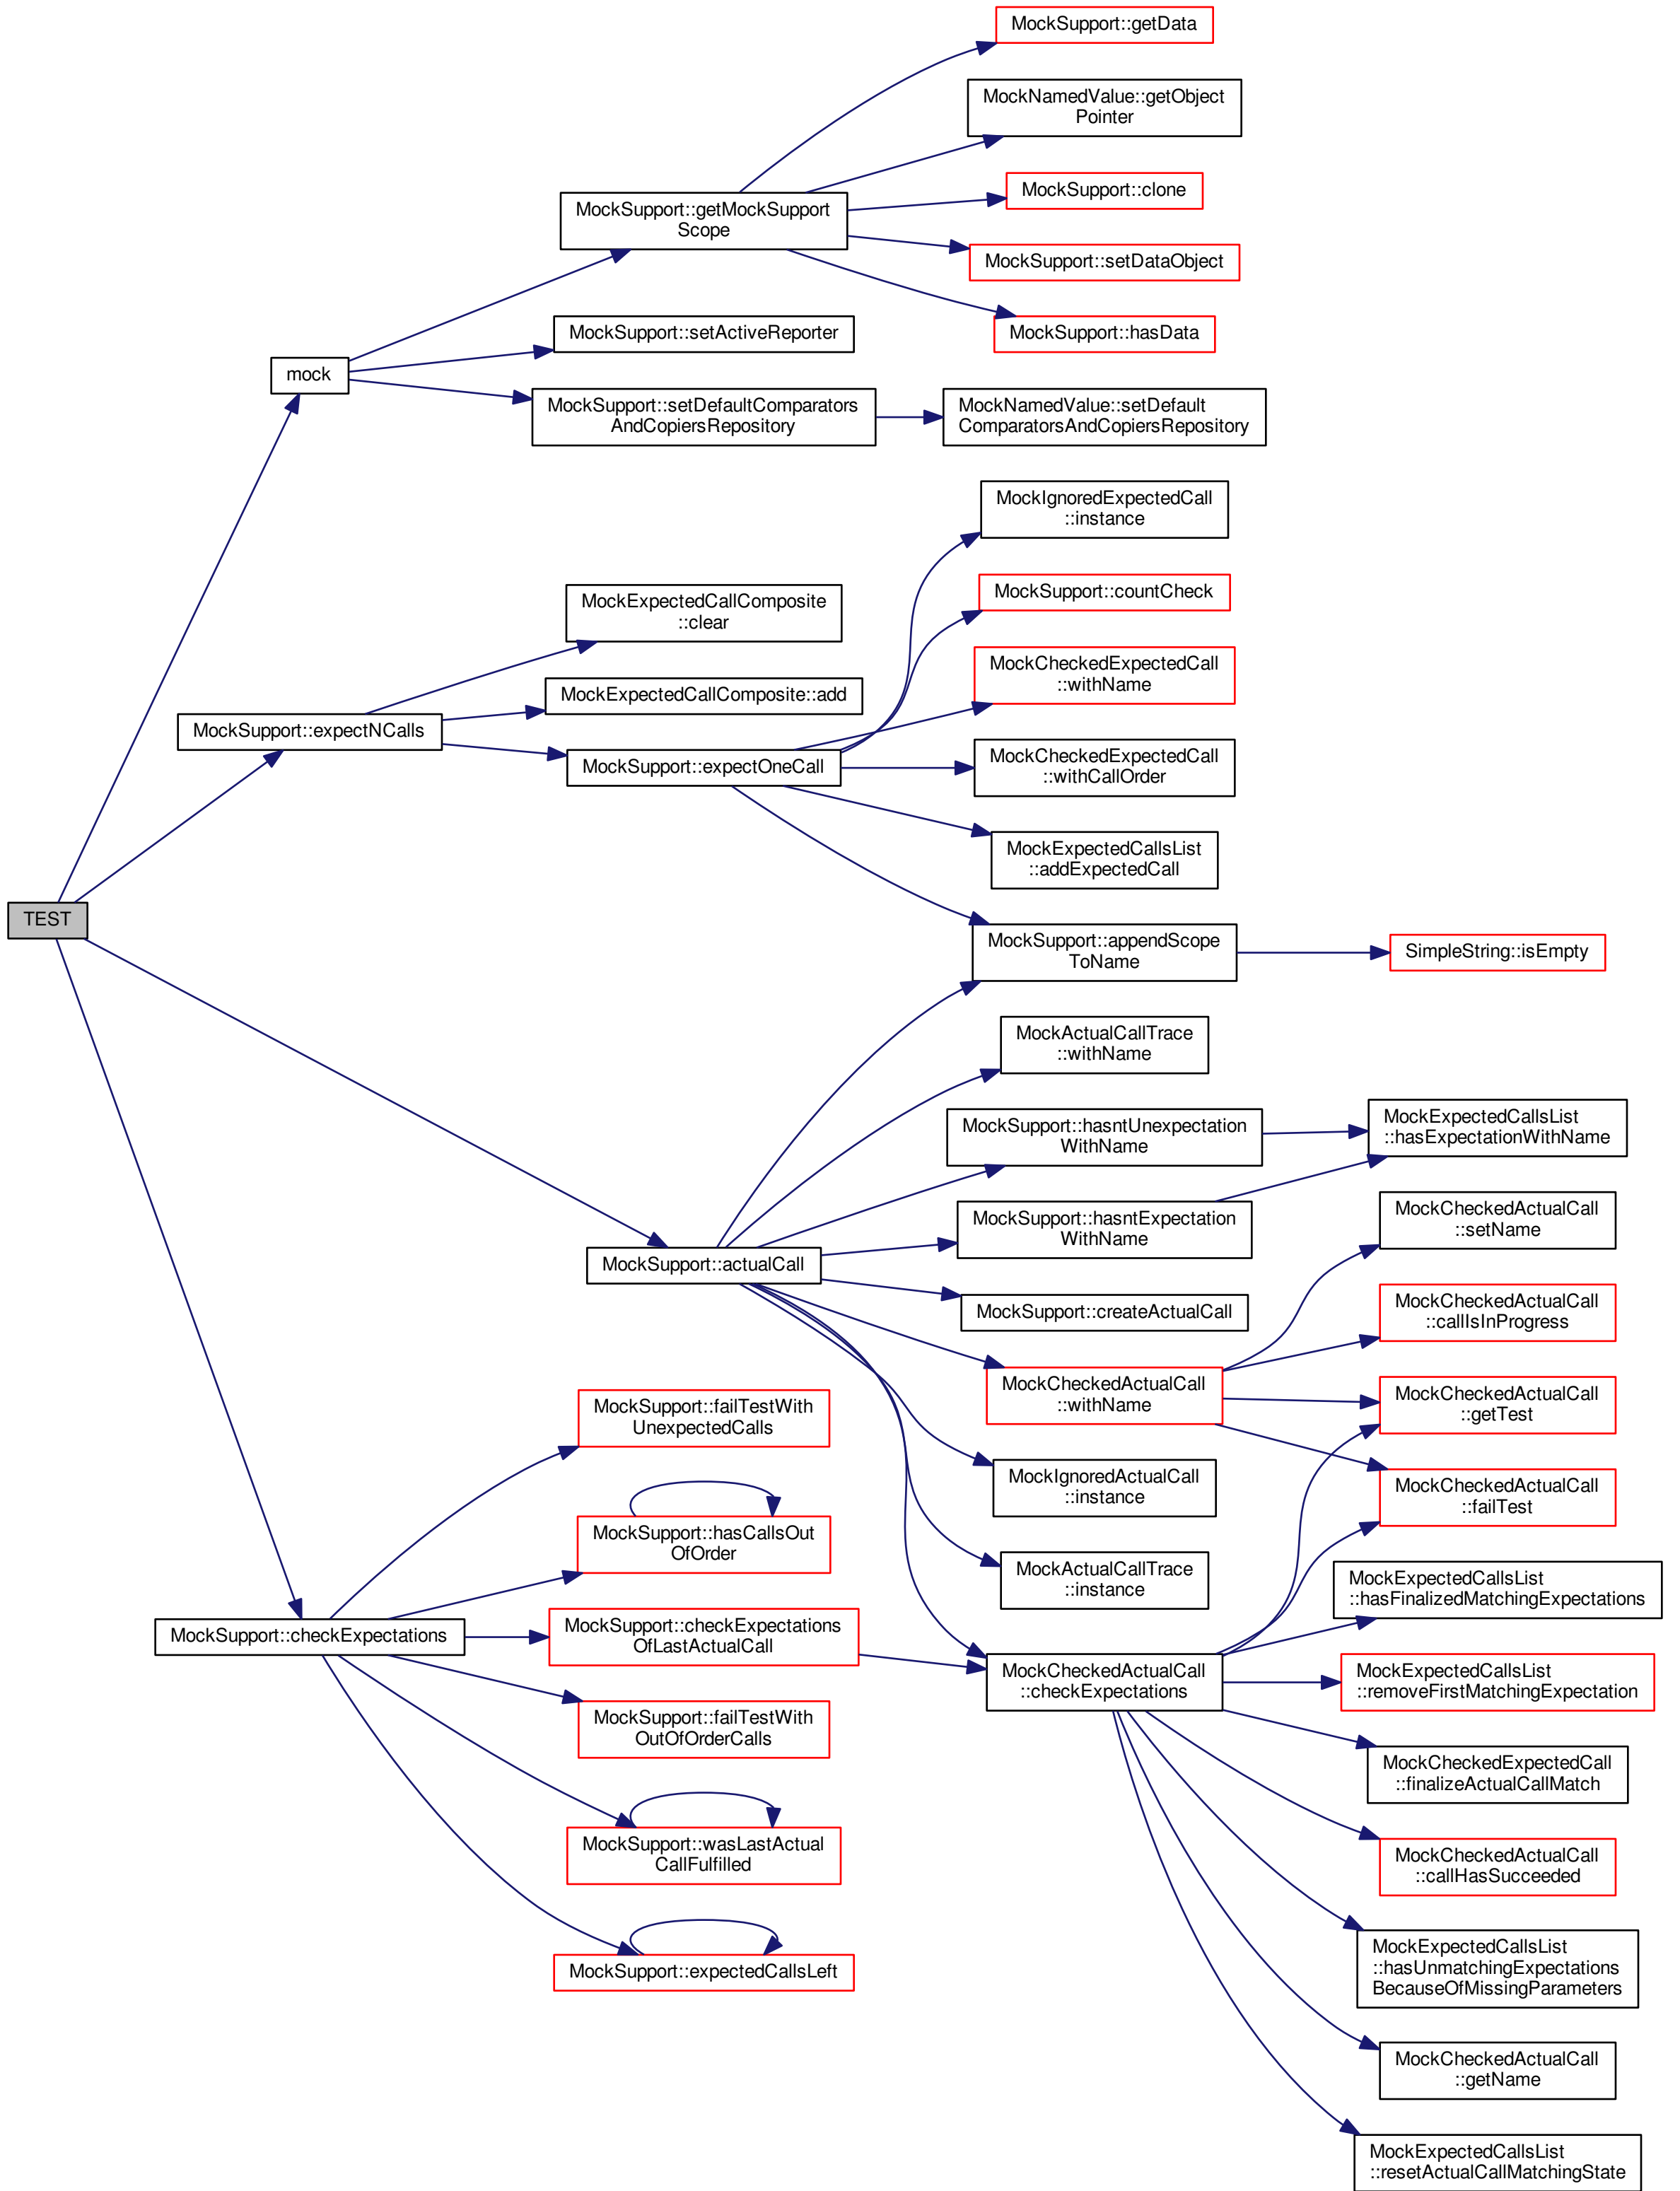 MockSupport::getData
MockNamedValue::getObject
Pointer
MockSupport::getMockSupport
Scope
MockSupport::clone
MockSupport::setDataObject
MockSupport::hasData
MockSupport::setActiveReporter
mock
MockSupport::setDefaultComparators
AndCopiersRepository
MockNamedValue::setDefault
ComparatorsAndCopiersRepository
MockIgnoredExpectedCall
::instance
MockExpectedCallComposite
::clear
MockSupport::countCheck
MockCheckedExpectedCall
::withName
MockExpectedCallComposite::add
MockSupport::expectNCalls
MockSupport::expectOneCall
MockCheckedExpectedCall
::withCallOrder
MockExpectedCallsList
::addExpectedCall
TEST
MockSupport::appendScope
ToName
SimpleString::isEmpty
MockActualCallTrace
::withName
MockSupport::hasntUnexpectation
WithName
MockExpectedCallsList
::hasExpectationWithName
MockSupport::hasntExpectation
WithName
MockCheckedActualCall
::setName
MockSupport::actualCall
MockSupport::createActualCall
MockCheckedActualCall
::callIsInProgress
MockCheckedActualCall
::withName
MockCheckedActualCall
::getTest
MockSupport::failTestWith
UnexpectedCalls
MockIgnoredActualCall
::instance
MockCheckedActualCall
::failTest
MockSupport::hasCallsOut
OfOrder
MockActualCallTrace
::instance
MockExpectedCallsList
::hasFinalizedMatchingExpectations
MockSupport::checkExpectations
MockSupport::checkExpectations
OfLastActualCall
MockCheckedActualCall
::checkExpectations
MockExpectedCallsList
::removeFirstMatchingExpectation
MockSupport::failTestWith
OutOfOrderCalls
MockCheckedExpectedCall
::finalizeActualCallMatch
MockSupport::wasLastActual
CallFulfilled
MockCheckedActualCall
::callHasSucceeded
MockSupport::expectedCallsLeft
MockExpectedCallsList
::hasUnmatchingExpectations
BecauseOfMissingParameters
MockCheckedActualCall
::getName
MockExpectedCallsList
::resetActualCallMatchingState